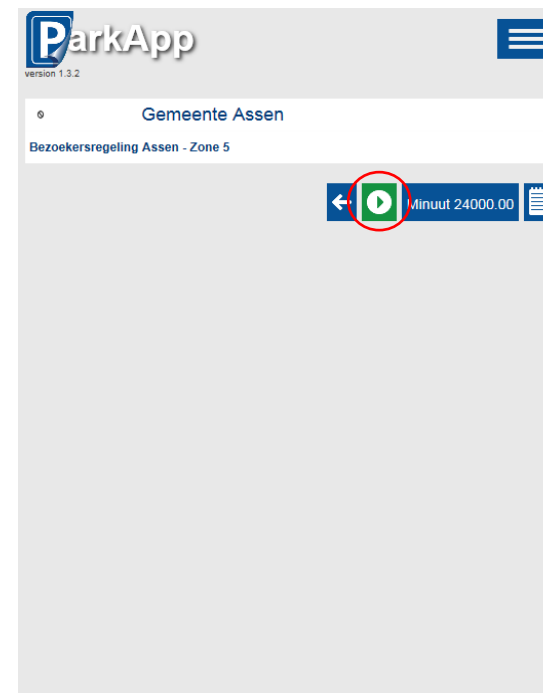 ParkApp
version 1.3.2
Gemeente Assen
Bezoekersregeling Assen - Zone 5
Minuut 24000.00